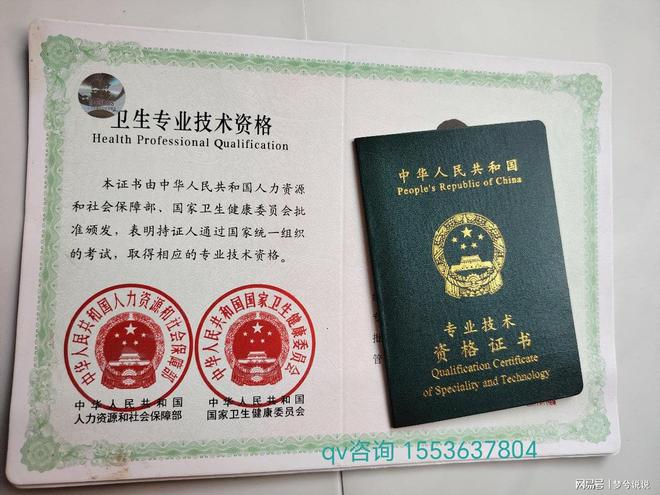 卫生专业技术资格
Health Professional Qualification
本证书由中华人民共和国人力资源
和社会保障部、国家卫生健康委员会批
准颁发，表明持证人通过国家统一组织
的考试，取得相应的专业技术资格。
中华人民共和国人力资源和社会保障部
中华人民共和国国家卫生健康委员会
中华人民共和国
人力资源和社会保障部
中华人民共和国
国家卫生健康委员会
中华人民共和国
People's Republic of China
专业技术
资格证书
Qualification Certificate
of Speciality and Technology
批
管
qv咨询 1553637804
网易号 | 梦兮说说